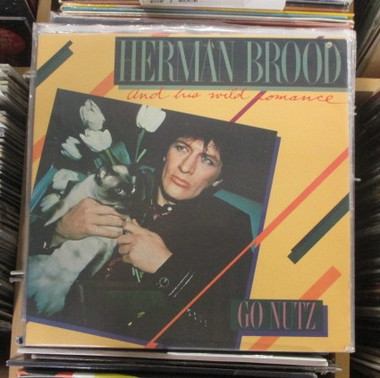 HERMAN BROOD
and his wild romance
GO NUTZ